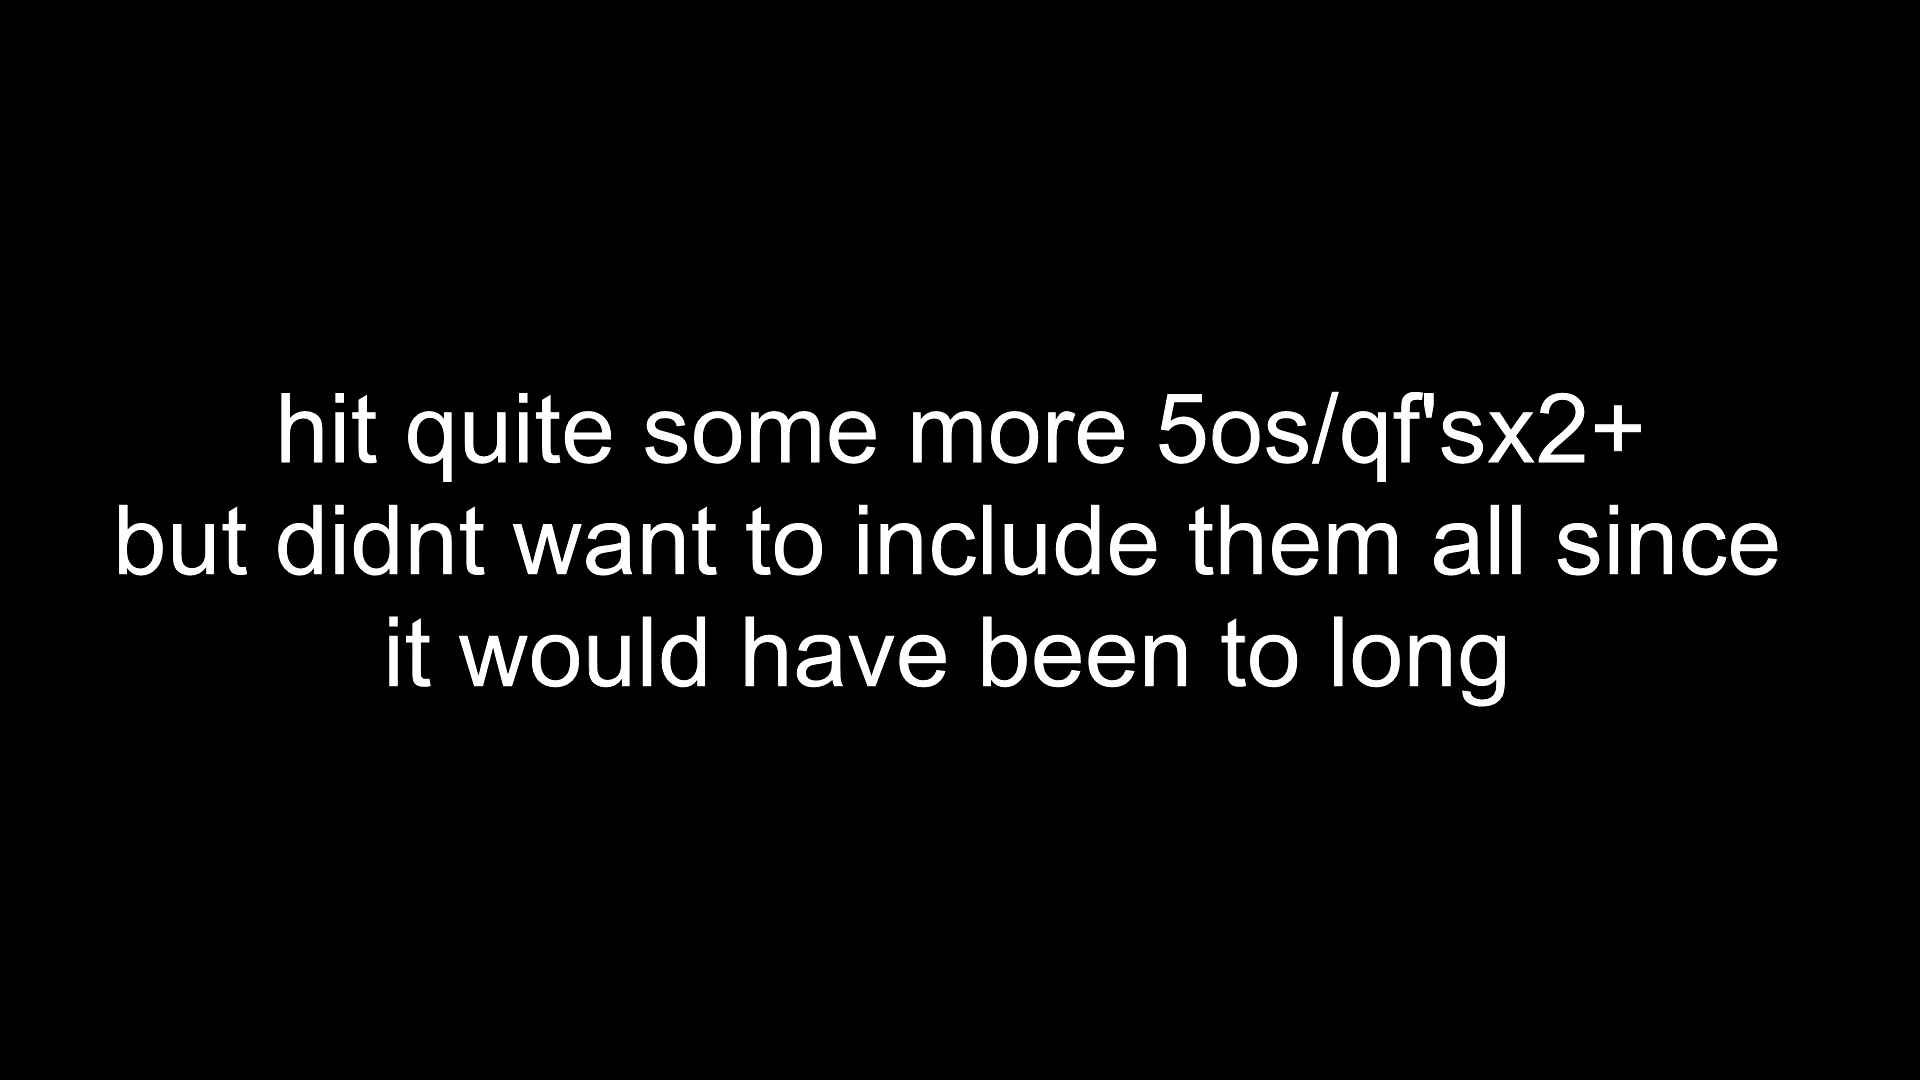 hit quite some more 5os/qf'sx2+
but didnt want to include them all since
it would have been to long